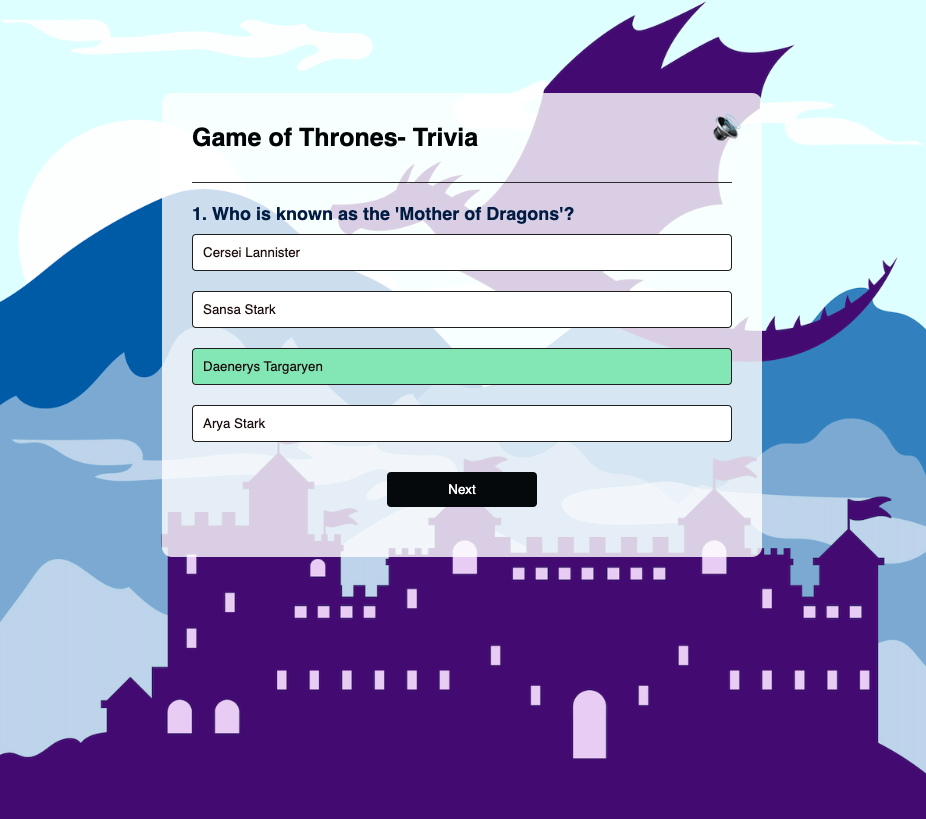 Game of Thrones- Trivia
1. Who is known as the 'Mother of Dragons'?
Cersei Lannister
Sansa Stark
Daenerys Targaryen
Arya Stark
Next